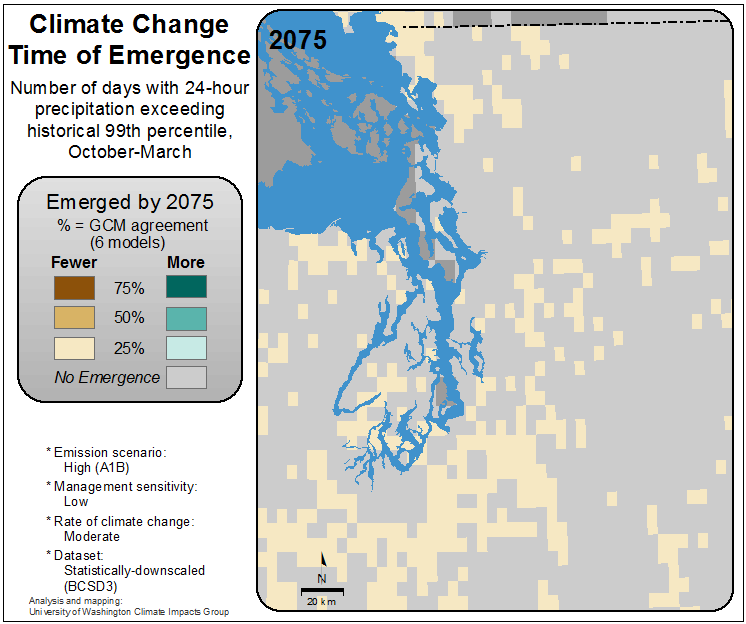 Climate Change
Time of Emergence
Number of days with 24-hour
precipitation exceeding
historical 99th percentile,
October-March
Emerged by 2075
% = GCM agreement
(6 models)
Fewer More
75%
50%
25%
No Emergence
* Emission scenario:
High (A1B)
* Management sensitivity:
Low
* Rate of climate change:
Moderate
* Dataset:
Statistically-downscaled
(BCSD3)
Analysis and mapping:
University of Washington Climate Impacts Group
2075
N
20 km